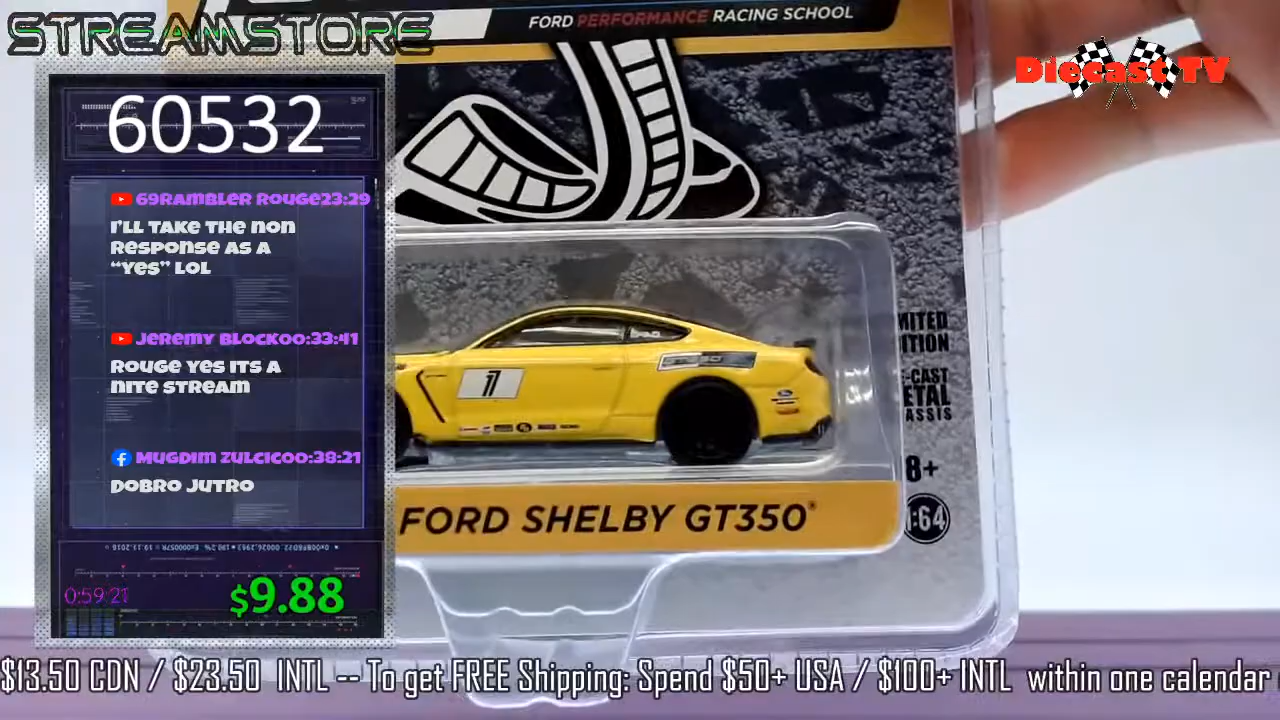 STREAMSTORE
FORD PERFORMANCE RACING SCHOOL
Diecast TV
60532
69Rambler Rouge23:29
I'll take the non
response as a
“Yes” LOL
Jeremy Block00:33:41
Rouge yes its a
nite stream
Mugdim Zulcic00:38:21
Dobro jutro
0:59:21
$9.88
1
GT350
FORD SHELBY GT350®
MITED
ITION
E-CAST
ETAL
ASSIS
8+
1:64
$13.50 CDN / $23.50 INTL -- To get FREE Shipping: Spend $50+ USA / $100+ INTL within one calendar